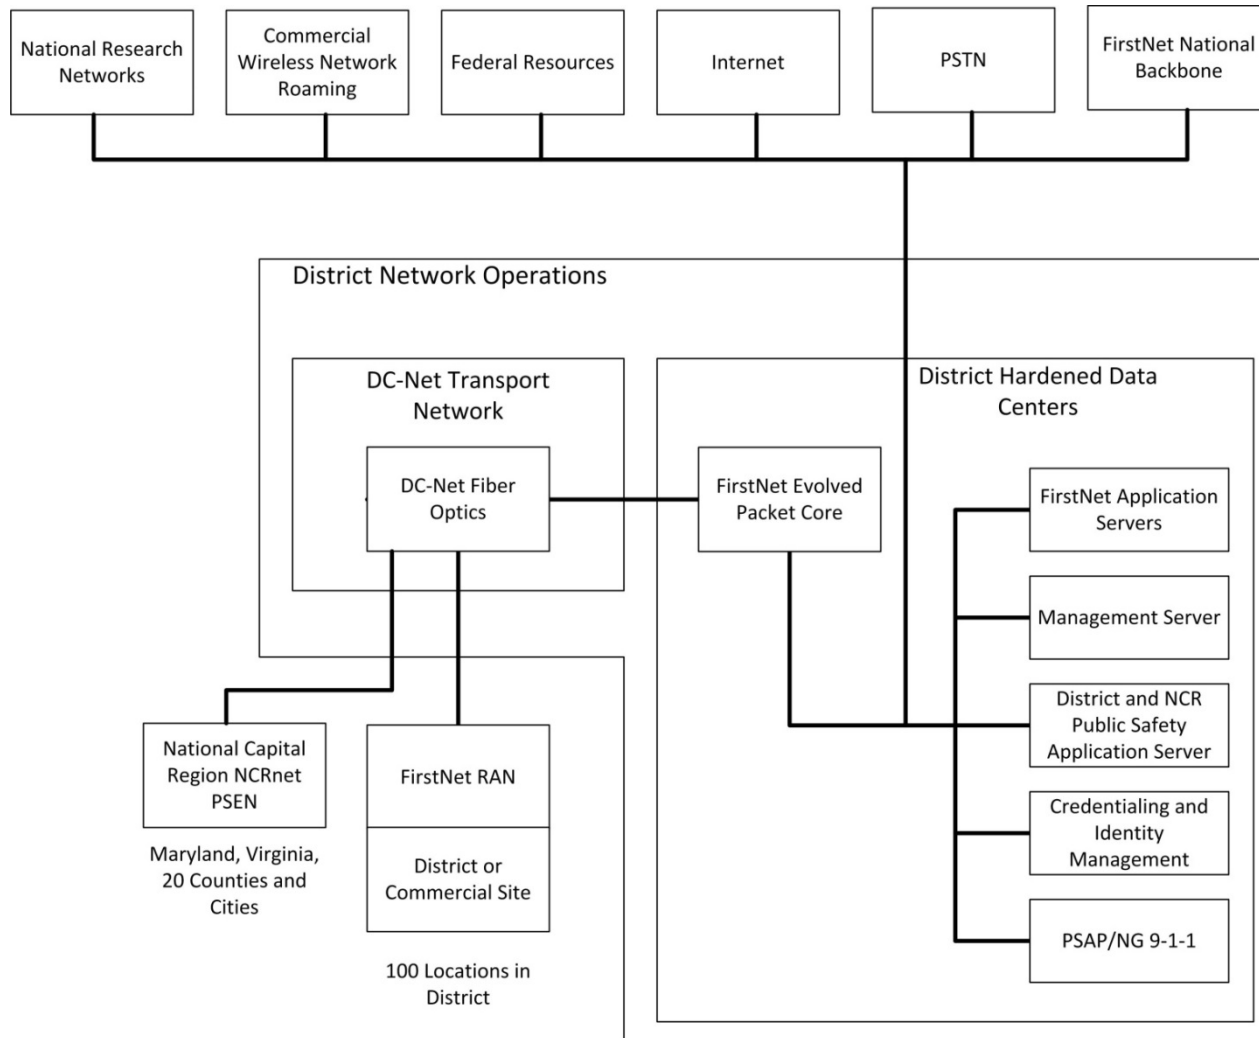 National Research
Networks
Commercial
Wireless Network
Roaming
Federal Resources
Internet
PSTN
FirstNet National
Backbone
District Network Operations
DC-Net Transport
Network
DC-Net Fiber
Optics
District Hardened Data
Centers
FirstNet Evolved
Packet Core
FirstNet Application
Servers
Management Server
District and NCR
Public Safety
Application Server
Credentialing and
Identity
Management
PSAP/NG 9-1-1
National Capital
Region NCRnet
PSEN
Maryland, Virginia,
20 Counties and
Cities
FirstNet RAN
District or
Commercial Site
100 Locations in
District